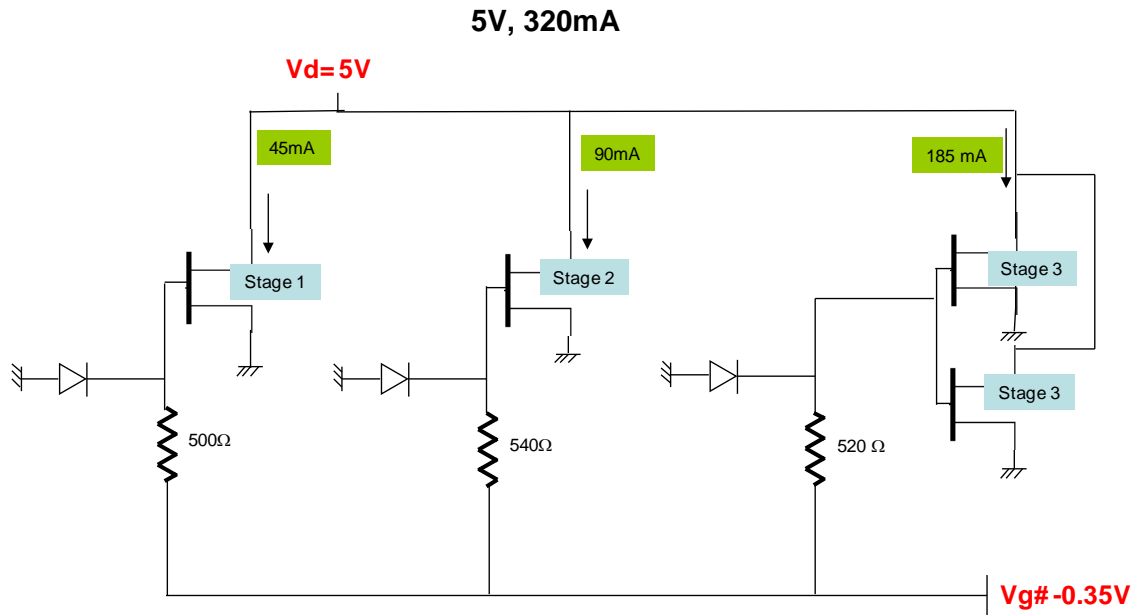 5V, 320mA
Vd= 5V
45mA
90mA
185 mA
Stage 1
Stage 2
Stage 3
Stage 3
500Ω
540Ω
520 Ω
Vg# -0.35V